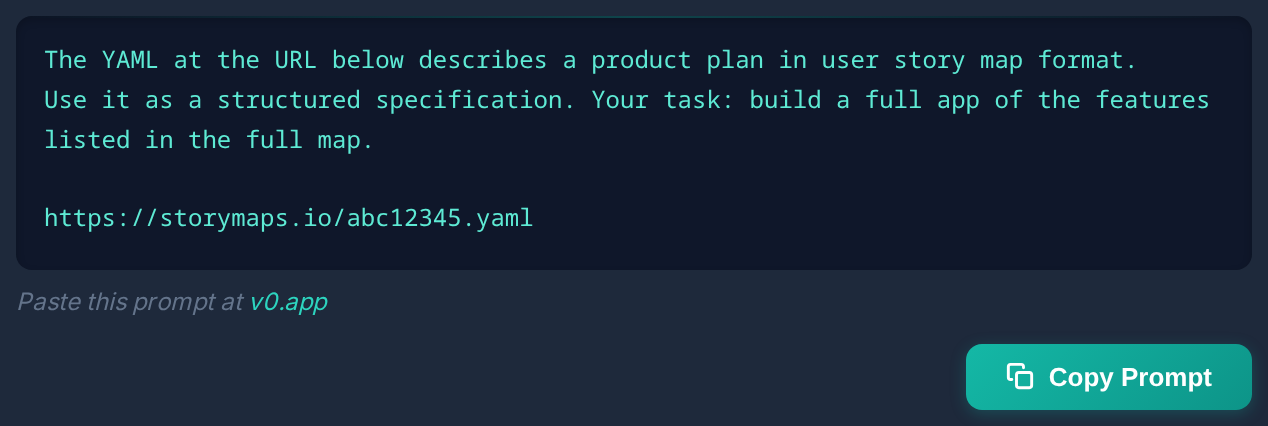 The YAML at the URL below describes a product plan in user story map format.
Use it as a structured specification. Your task: build a full app of the features
listed in the full map.
https://storymaps.io/abc12345.yaml
Paste this prompt at v0.app
Copy Prompt